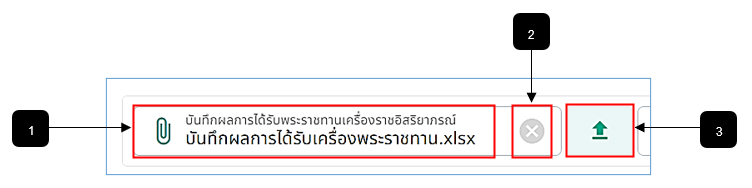 2
บันทึกผลการได้รับพระราชทานเครื่องราชอิสริยาภรณ์
1
บันทึกผลการได้รับเครื่องพระราชทาน.xlsx
3